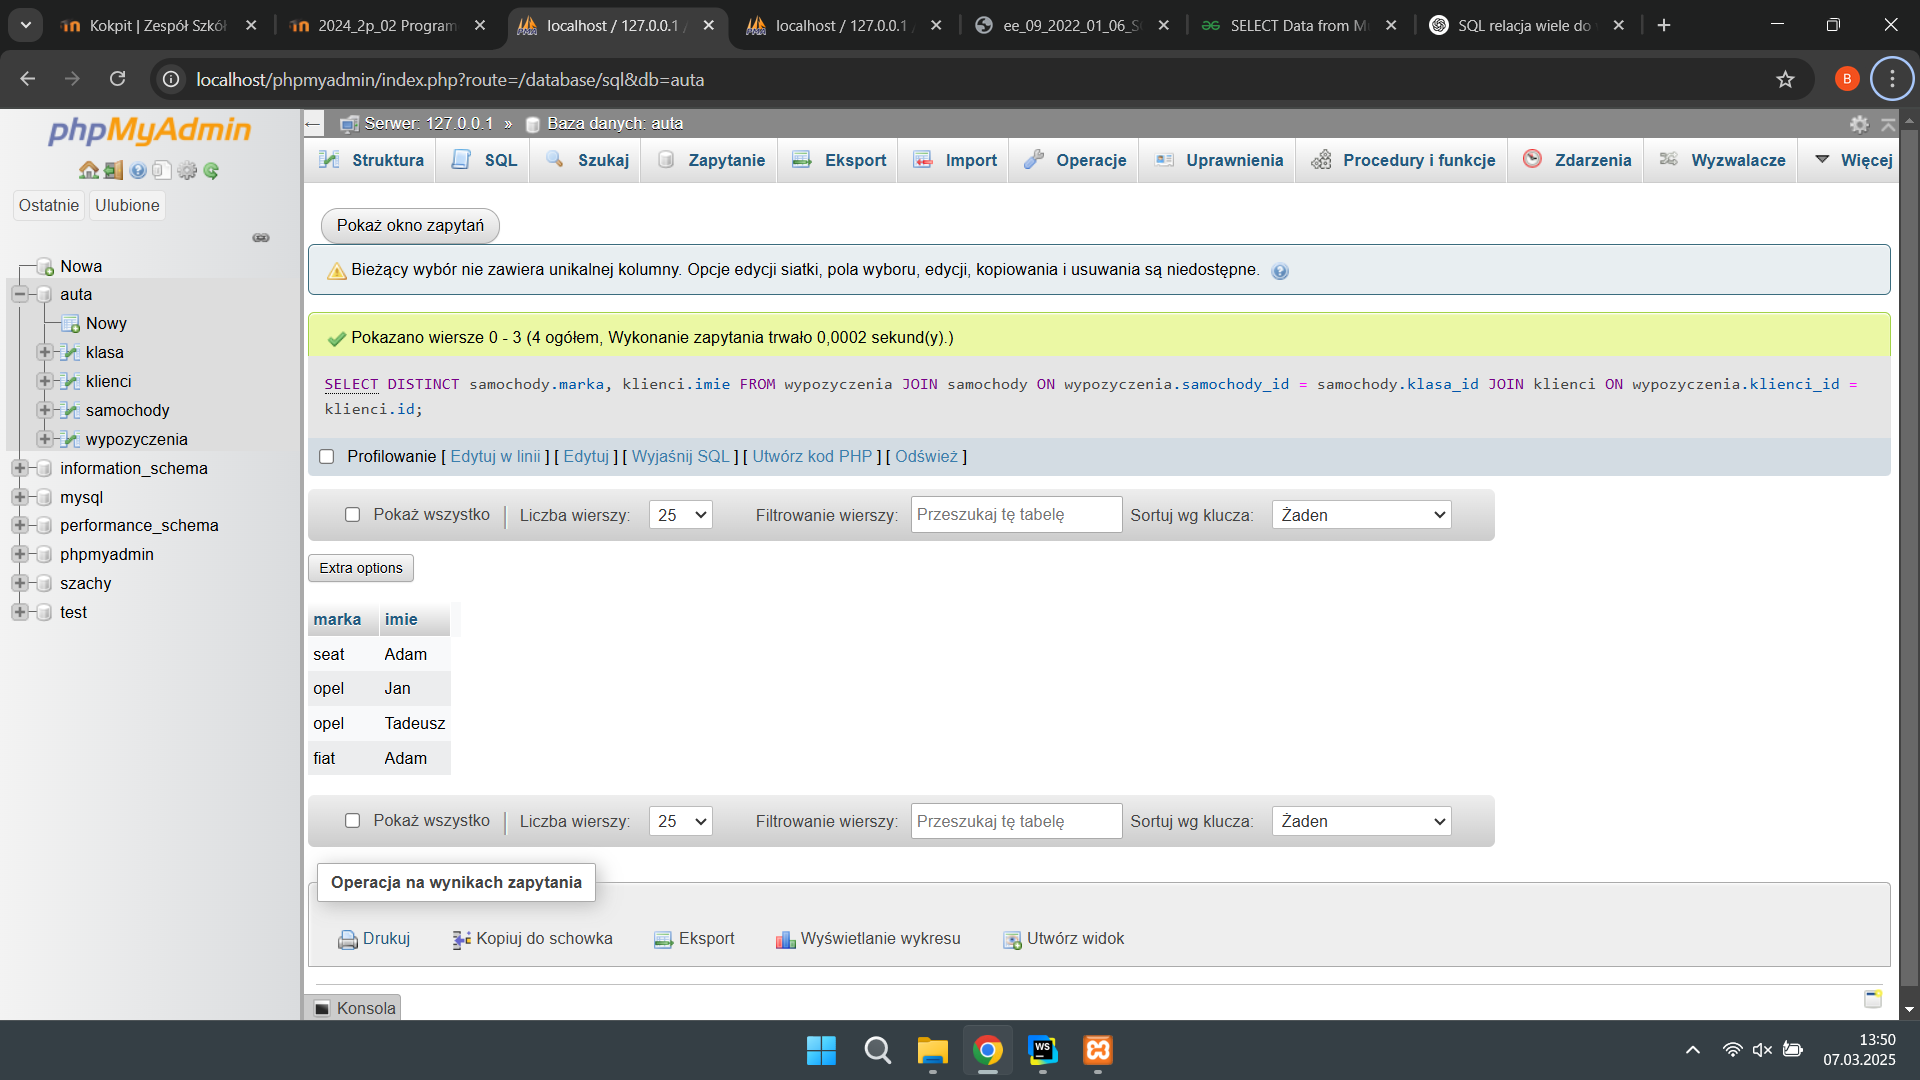 Kokpit | Zespół Szkół
2024_2p_02 Program
localhost / 127.0.0.1 /
localhost / 127.0.0.1 /
ee_09_2022_01_06_S
SELECT Data from M
SQL relacja wiele do
localhost/phpmyadmin/index.php?route=/database/sql&db=auta
B
phpMyAdmin
Ostatnie
Ulubione
Nowa
auta
Nowy
klasa
klienci
samochody
wypozyczenia
information_schema
mysql
performance_schema
phpmyadmin
szachy
test
Serwer: 127.0.0.1 » Baza danych: auta
Struktura
SQL
Szukaj
Zapytanie
Eksport
Import
Operacje
Uprawnienia
Procedury i funkcje
Zdarzenia
Wyzwalacze
Więcej
Pokaż okno zapytań
Bieżący wybór nie zawiera unikalnej kolumny. Opcje edycji siatki, pola wyboru, edycji, kopiowania i usuwania są niedostępne.
Pokazano wiersze 0 - 3 (4 ogółem, Wykonanie zapytania trwało 0,0002 sekund(y).)
SELECT DISTINCT samochody.marka, klienci.imie FROM wypozyczenia JOIN samochody ON wypozyczenia.samochody_id = samochody.klasa_id JOIN klienci ON wypozyczenia.klienci_id =
klienci.id;
Profilowanie [ Edytuj w linii ] [ Edytuj ] [ Wyjaśnij SQL ] [ Utwórz kod PHP ] [ Odśwież ]
Pokaż wszystko | Liczba wierszy: 25 Filtrowanie wierszy: Przeszukaj tę tabelę Sortuj wg klucza: Żaden
Extra options
marka imie
seat Adam
opel Jan
opel Tadeusz
fiat Adam
Pokaż wszystko | Liczba wierszy: 25 Filtrowanie wierszy: Przeszukaj tę tabelę Sortuj wg klucza: Żaden
Operacja na wynikach zapytania
Drukuj
Kopiuj do schowka
Eksport
Wyświetlanie wykresu
Utwórz widok
Konsola
WS
13:50
07.03.2025